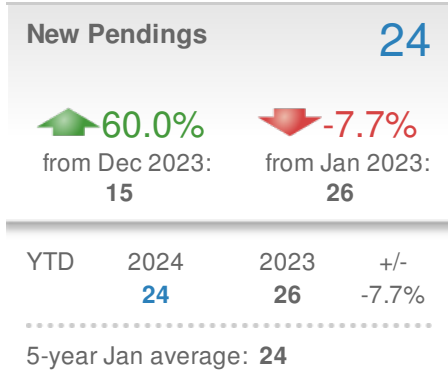 New Pendings 24
60.0% -7.7%
from Dec 2023: from Jan 2023:
15 26
YTD 2024 2023 +/-
24 26 -7.7%
5-year Jan average: 24